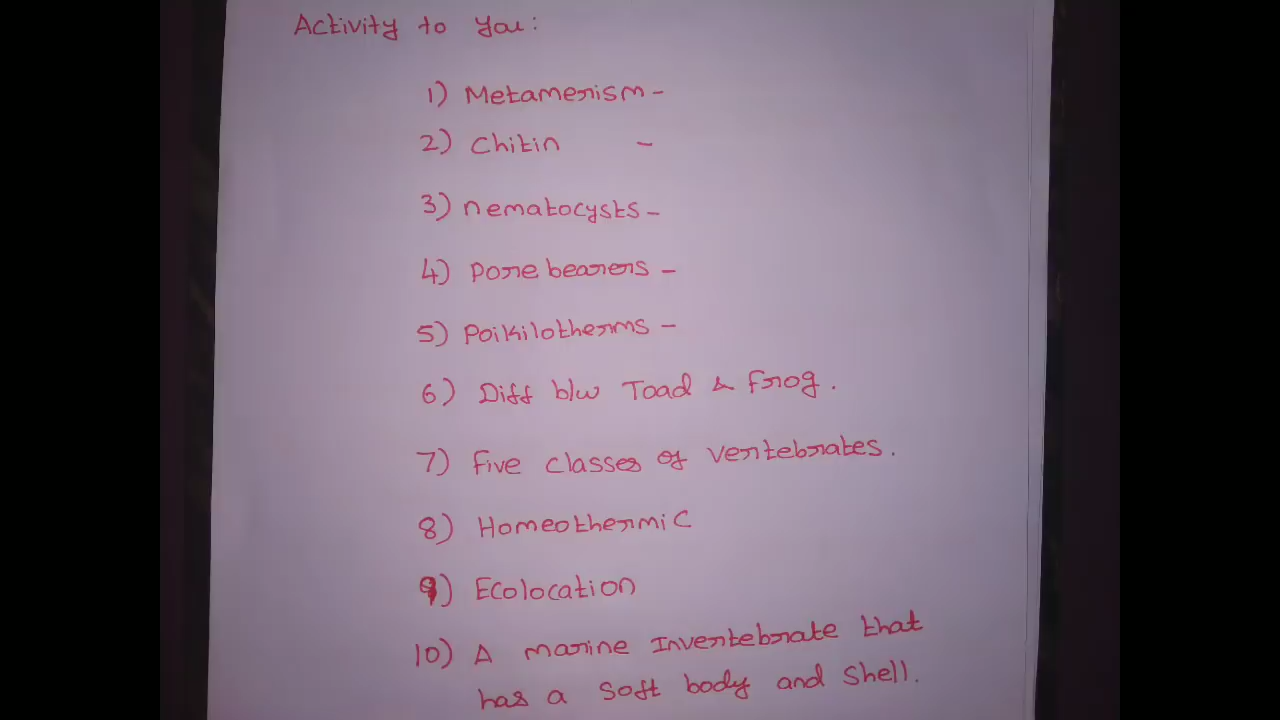 Activity to you:
1) Metamerism -
2) Chitin -
3) nematocysts -
4) Pore bearers -
5) Poikilotherms -
6) Diff b/w Toad & Frog.
7) Five classes of vertebrates.
8) Homeothermic
9) Ecolocation
10) A marine Invertebrate that
has a soft body and shell.